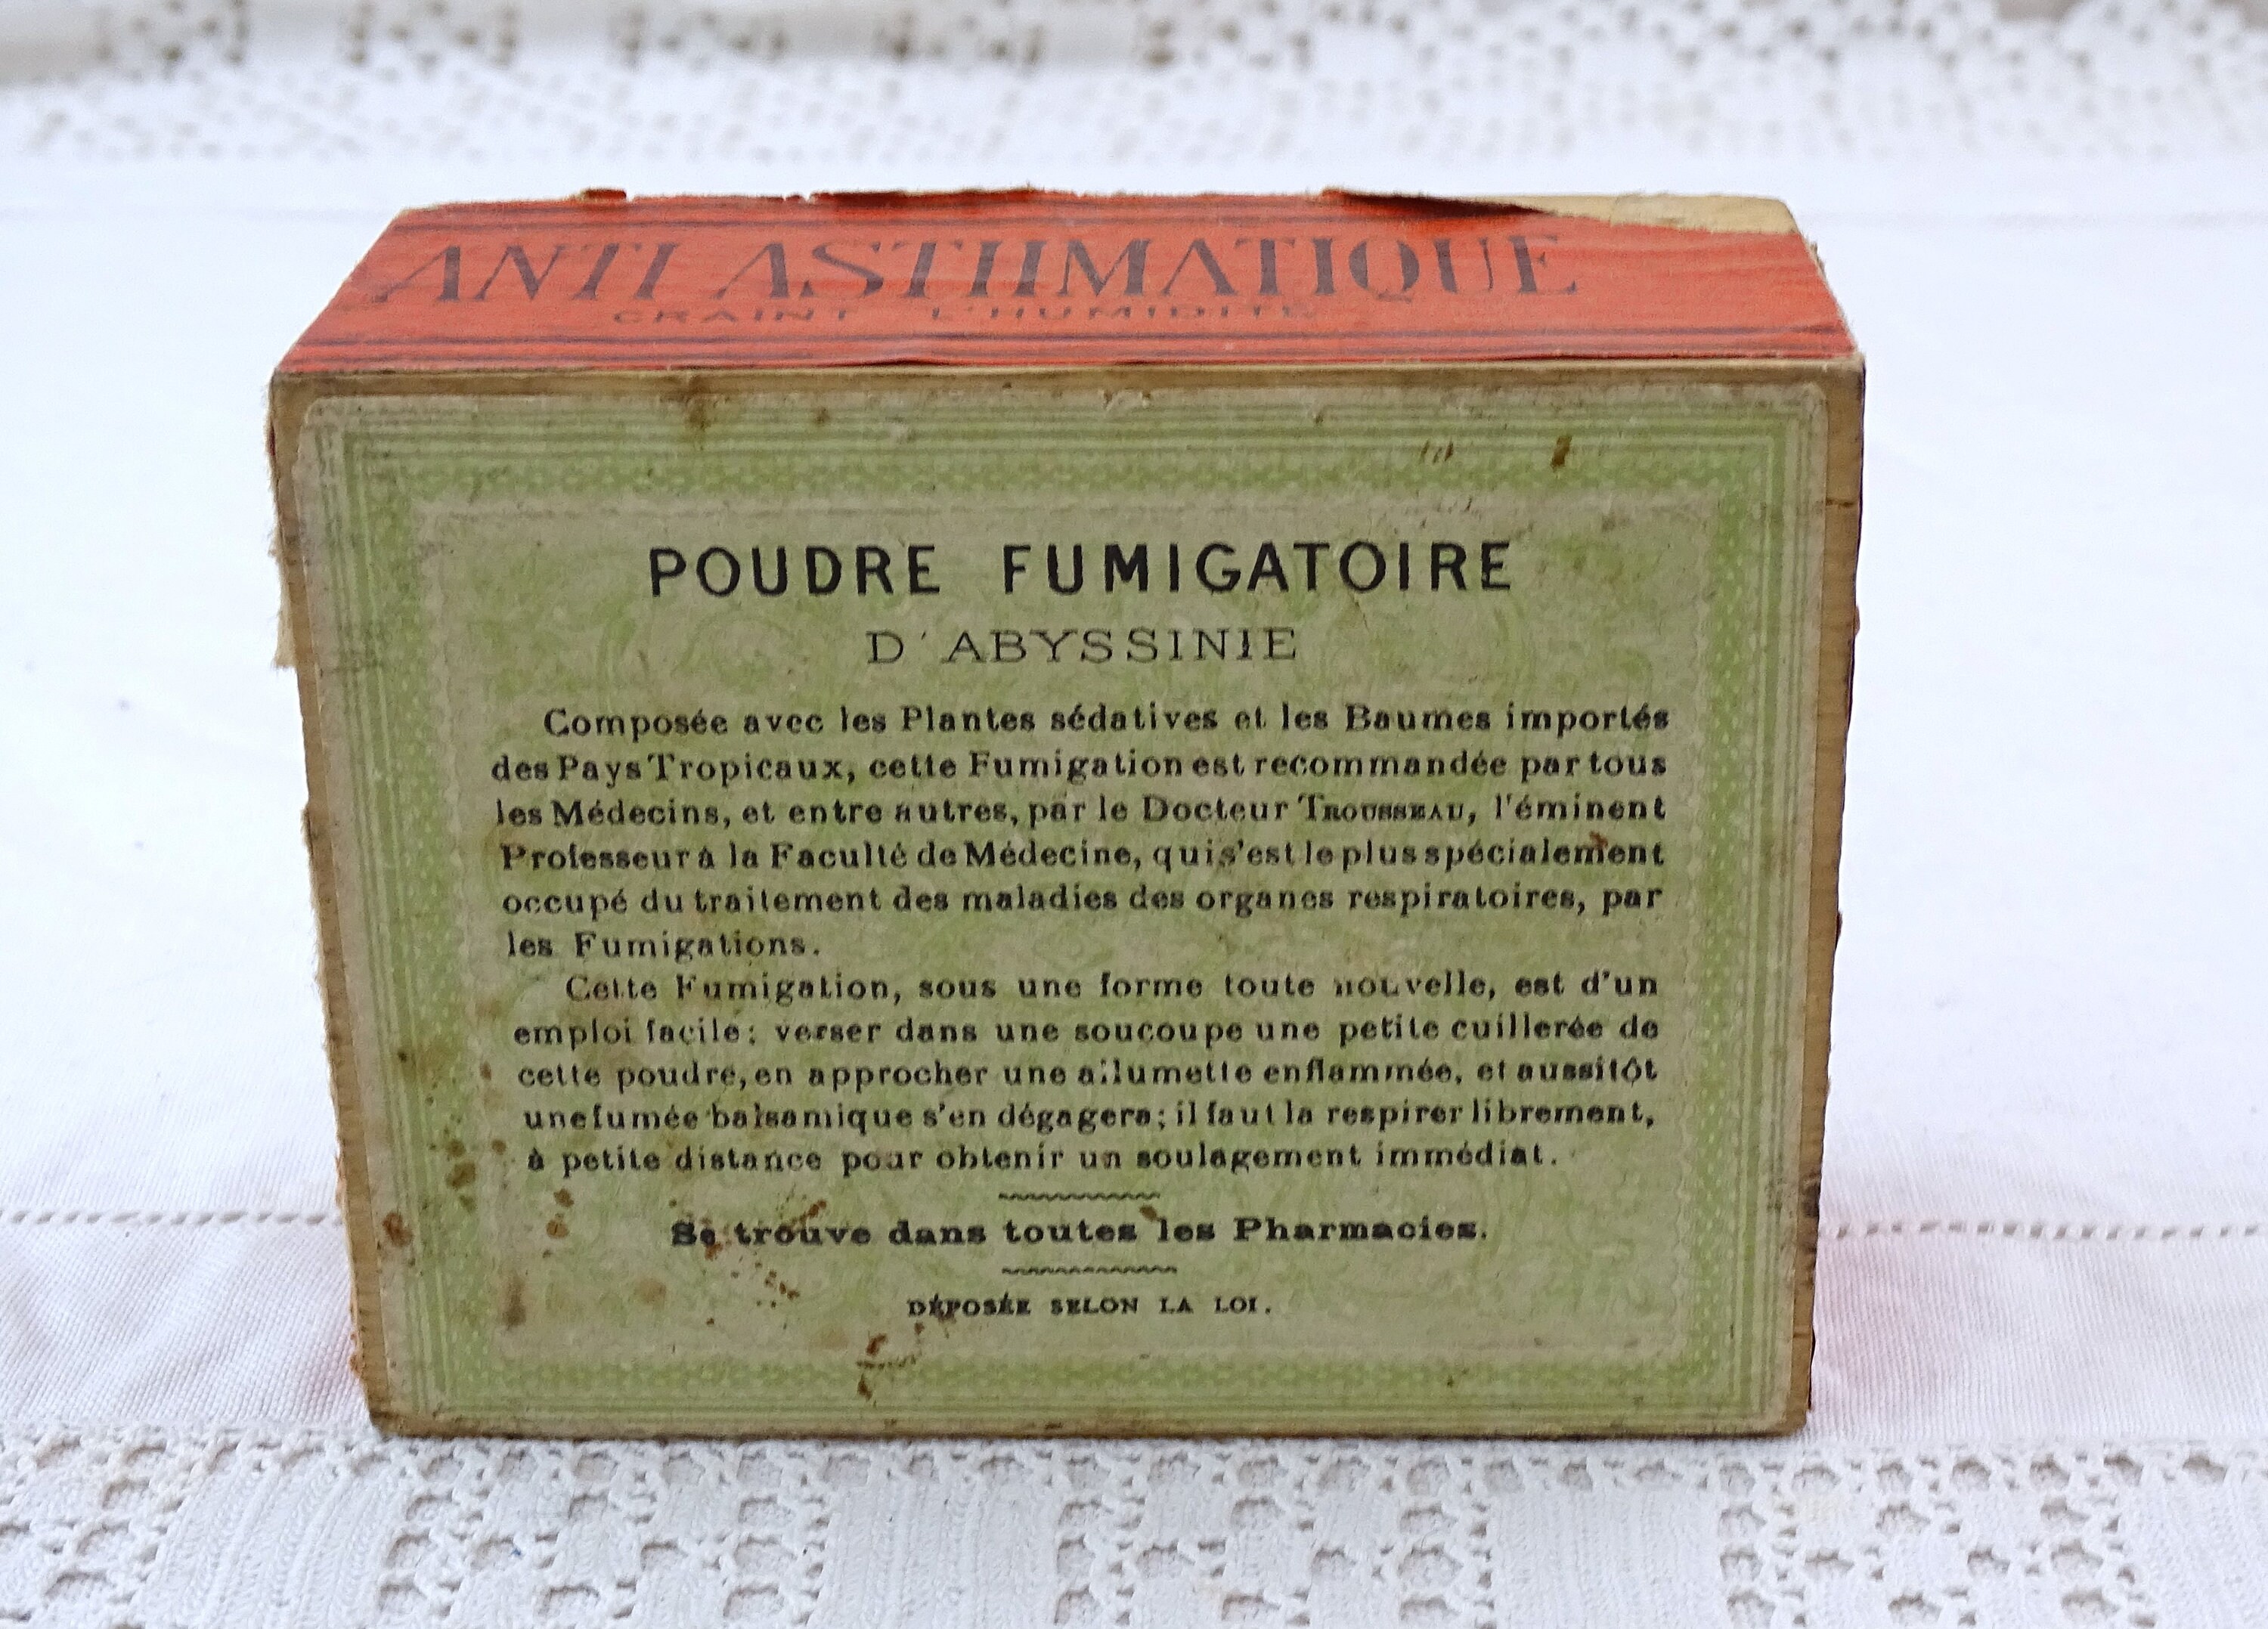 ANTI ASTHMATIQUE
CRAINT L'HUMIDITÉ
POUDRE FUMIGATOIRE
D'ABYSSINIE
Composée avec les Plantes sédatives et les Baumes importés
des Pays Tropicaux, cette Fumigation est recommandée par tous
les Médecins, et entre autres, par le Docteur TROUSSEAU, l'éminent
Professeur à la Faculté de Médecine, qui s'est le plus spécialement
occupé du traitement des maladies des organes respiratoires, par
les Fumigations.
Cette Fumigation, sous une forme toute nouvelle, est d'un
emploi facile; verser dans une soucoupe une petite cuillerée de
cette poudre, en approcher une allumette enflammée, et aussitôt
une fumée balsamique s'en dégagera; il faut la respirer librement,
à petite distance pour obtenir un soulagement immédiat.
Se trouve dans toutes les Pharmacies.
DÉPOSÉE SELON LA LOI.